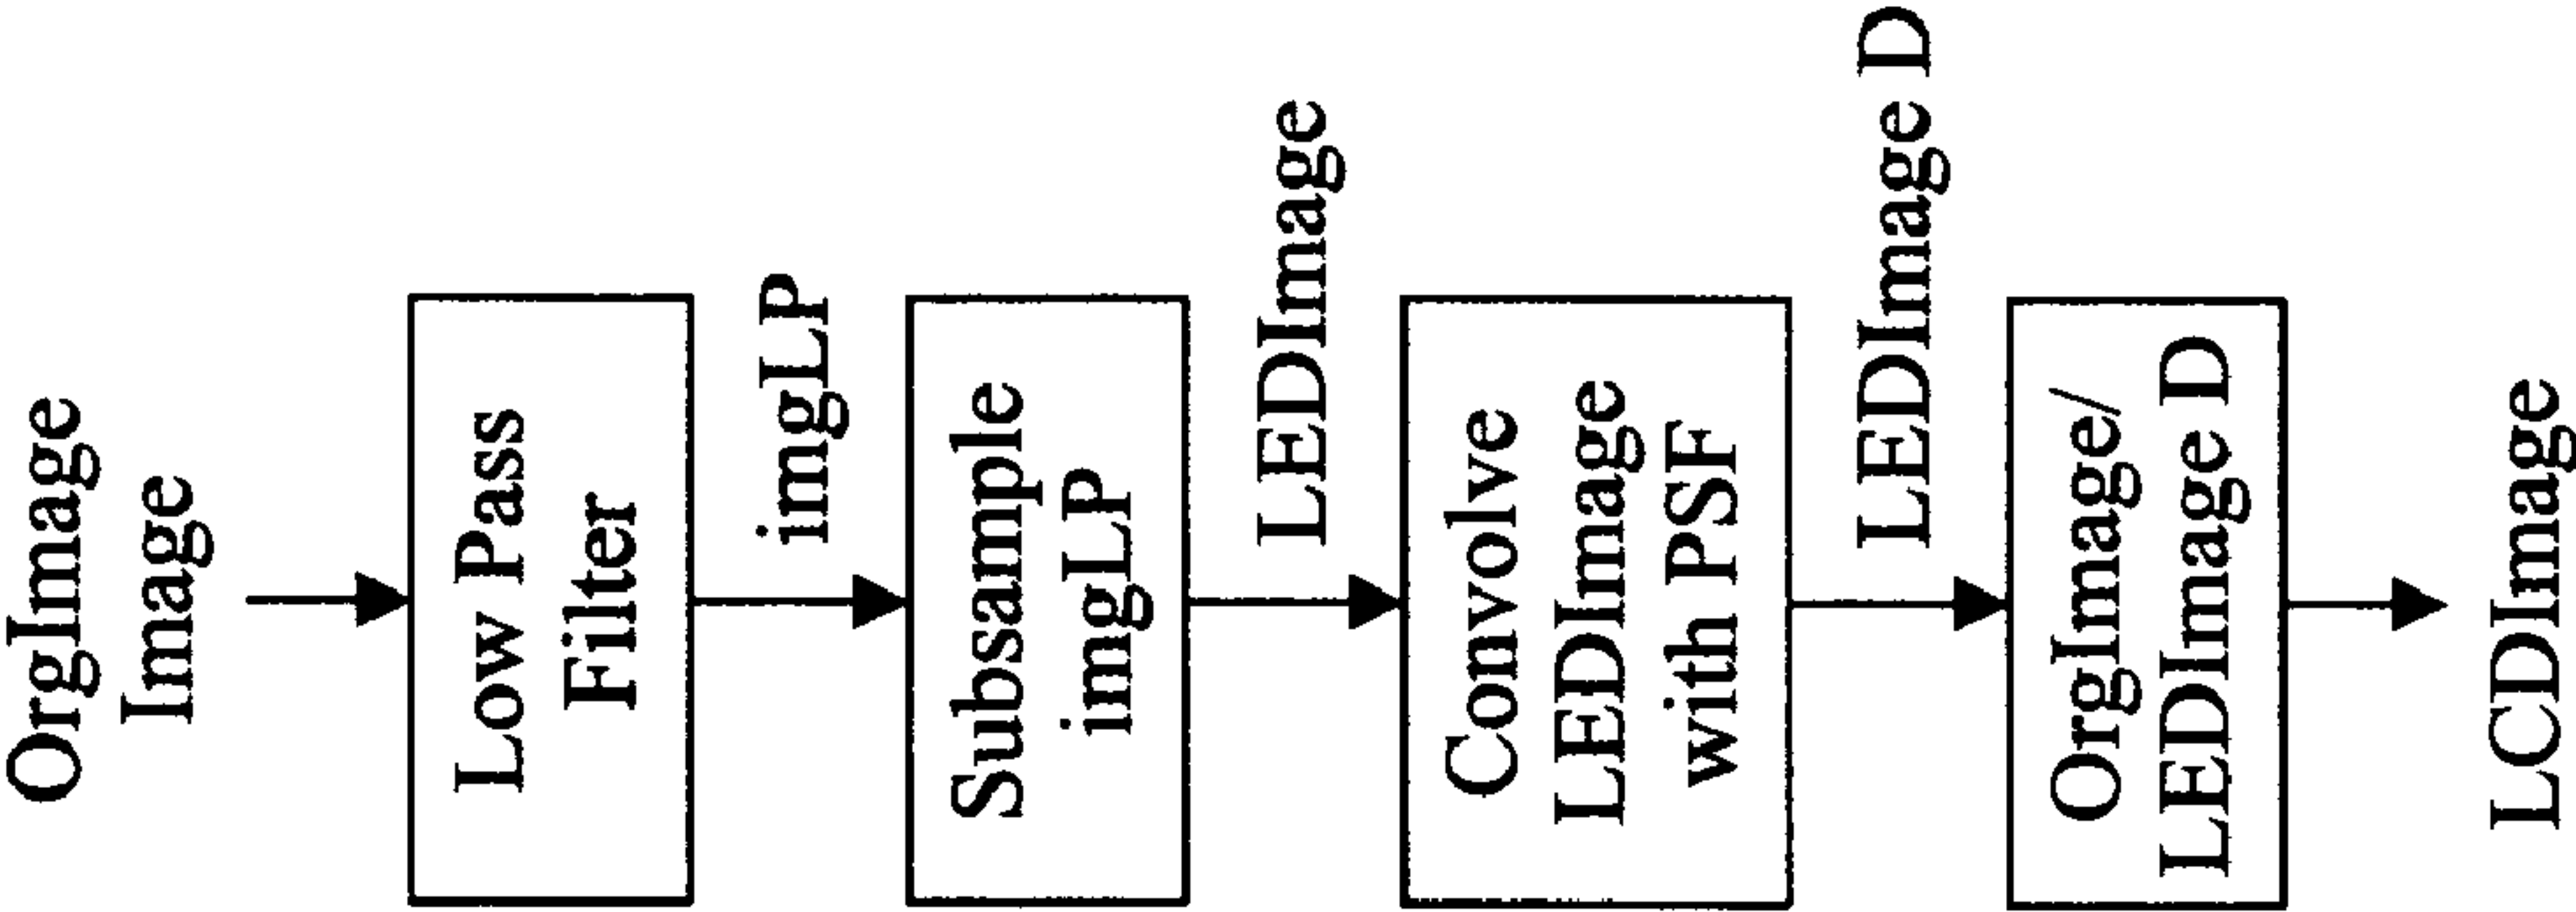 OrgImage
Image
Low Pass
Filter
imgLP
Subsample
imgLP
LEDImage
Convolve
LEDImage
with PSF
LEDImage D
OrgImage/
LEDImage D
LCDImage